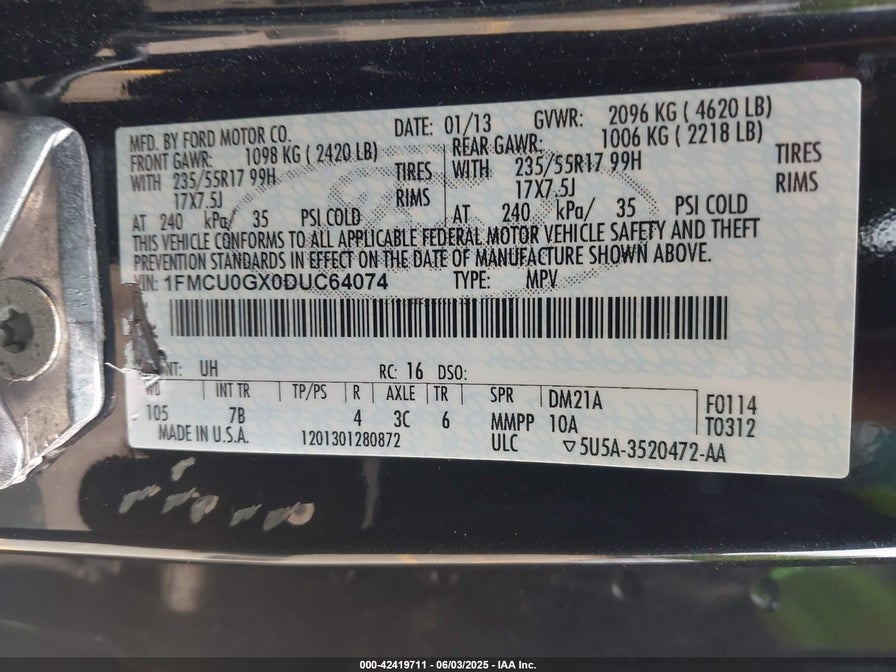 MFD. BY FORD MOTOR CO. DATE: 01/13 GVWR: 2096 KG ( 4620 LB)
FRONT GAWR: 1098 KG ( 2420 LB) REAR GAWR: 1006 KG ( 2218 LB)
WITH 235/55R17 99H TIRES WITH 235/55R17 99H TIRES
17X7.5J RIMS 17X7.5J RIMS
AT 240 kPa/ 35 PSI COLD AT 240 kPa/ 35 PSI COLD
THIS VEHICLE CONFORMS TO ALL APPLICABLE FEDERAL MOTOR VEHICLE SAFETY AND THEFT
PREVENTION STANDARDS IN EFFECT ON THE DATE OF MANUFACTURE SHOWN ABOVE.
VIN: 1FMCU0GX0DUC64074 TYPE: MPV
NT: UH RC: 16 DSO:
WB INT TR TP/PS R AXLE TR SPR DM21A F0114
105 7B 4 3C 6 MMPP 10A T0312
MADE IN U.S.A. 1201301280872 ULC ▽5U5A-3520472-AA
000-42419711 - 06/03/2025 - IAA Inc.